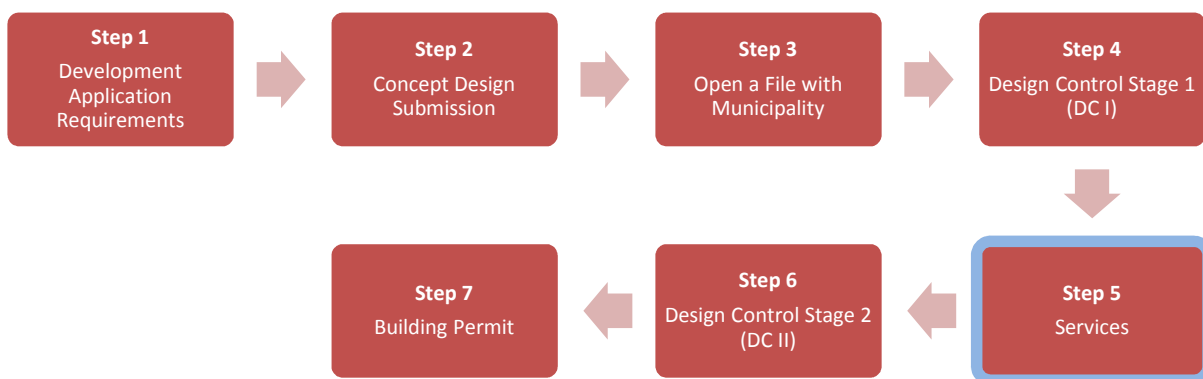 Step 1
Development
Application
Requirements
Step 2
Concept Design
Submission
Step 3
Open a File with
Municipality
Step 4
Design Control Stage 1
(DC I)
Step 5
Services
Step 6
Design Control Stage 2
(DC II)
Step 7
Building Permit